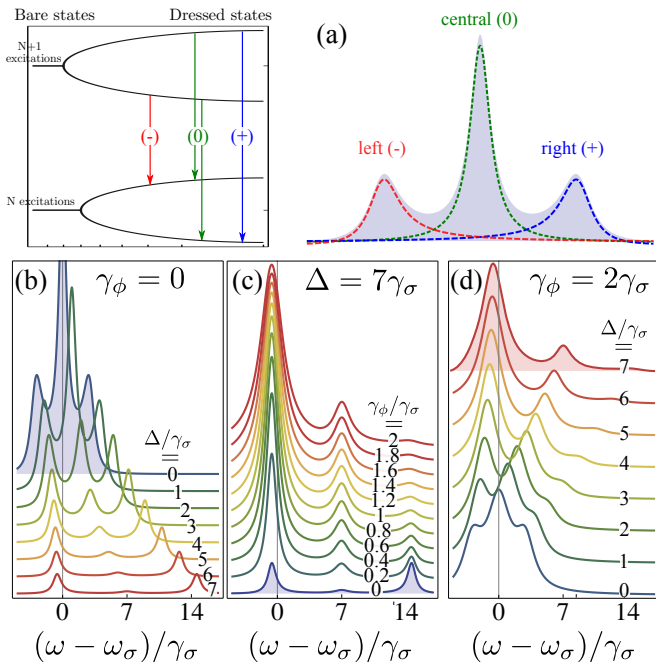 Bare states Dressed states
N+1
excitations
(-) (0) (+)
N excitations
(a)
central (0)
left (-)
right (+)
(b) γ_ϕ = 0
Δ/γ_σ
=
0
1
2
3
4
5
6
7
0 7 14
(ω − ω_σ)/γ_σ
(c) Δ = 7γ_σ
γ_ϕ/γ_σ
=
2
1.8
1.6
1.4
1.2
1
0.8
0.6
0.4
0.2
0
0 7 14
(ω − ω_σ)/γ_σ
(d) γ_ϕ = 2γ_σ
Δ/γ_σ
=
7
6
5
4
3
2
1
0
0 7 14
(ω − ω_σ)/γ_σ